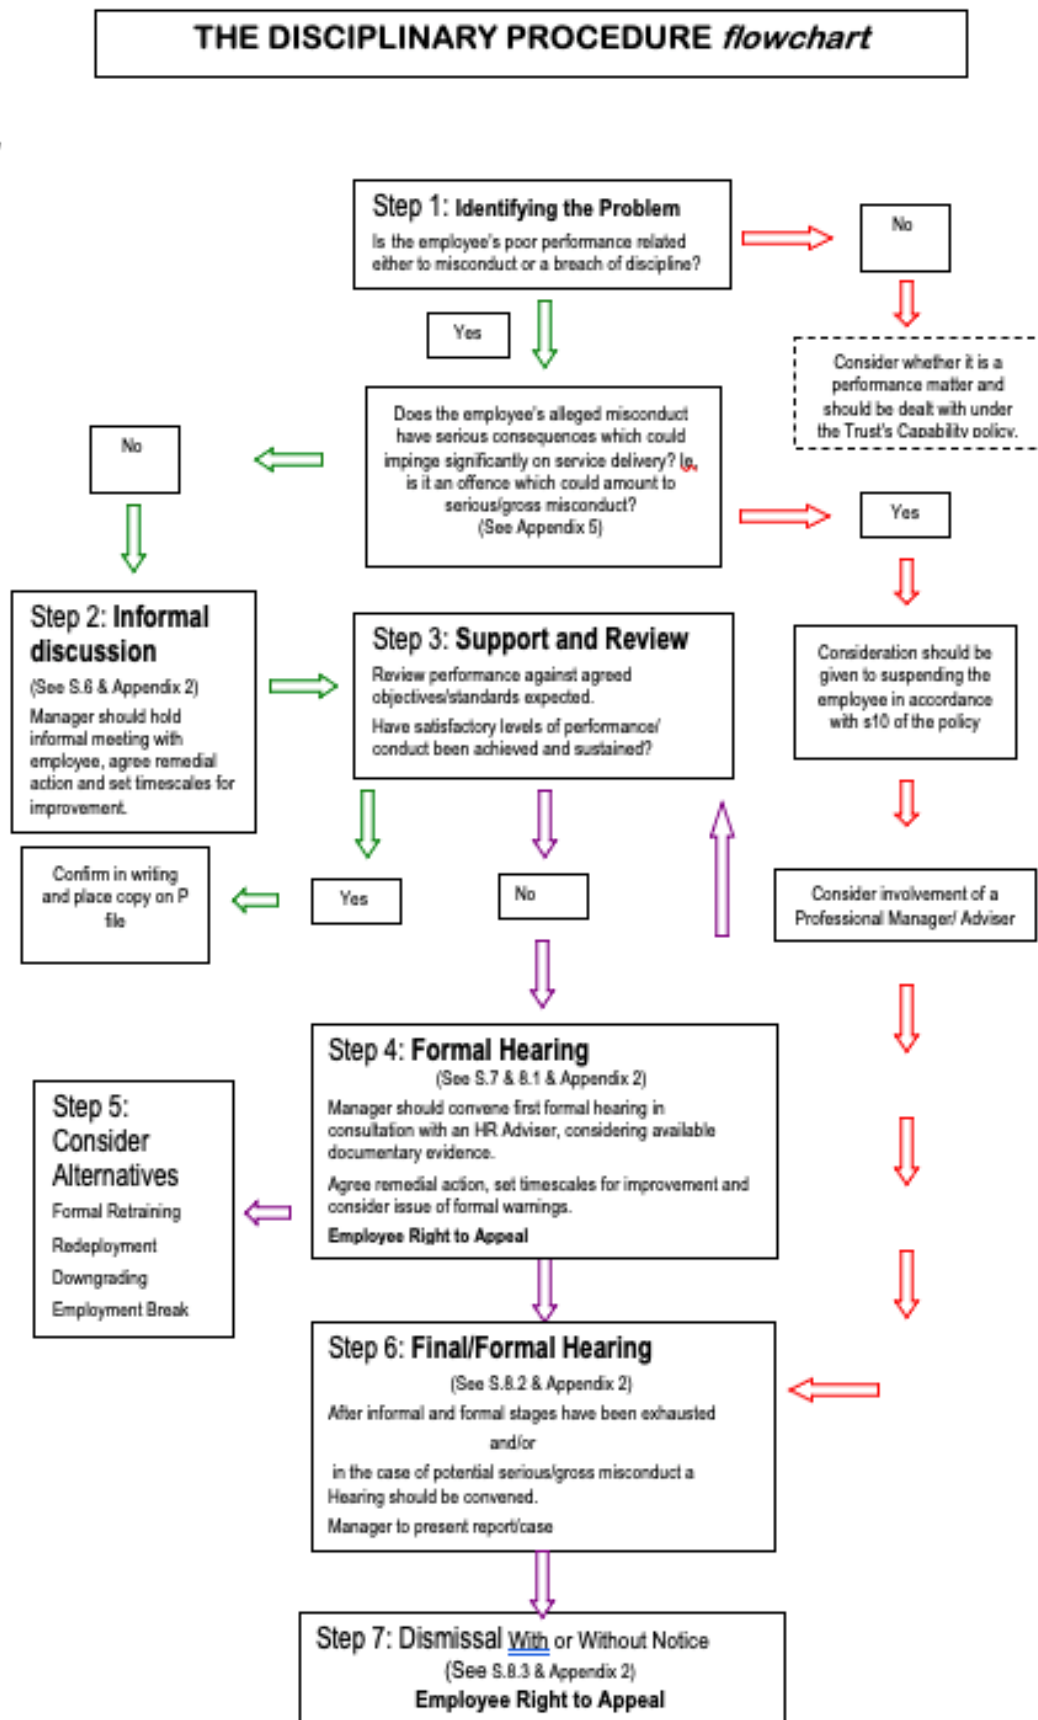 THE DISCIPLINARY PROCEDURE flowchart
Step 1: Identifying the Problem
Is the employee's poor performance related
either to misconduct or a breach of discipline?
No
Yes
Consider whether it is a
performance matter and
should be dealt with under
the Trust's Capability policy.
Does the employee's alleged misconduct
have serious consequences which could
impinge significantly on service delivery? Ie,
is it an offence which could amount to
serious/gross misconduct?
(See Appendix 5)
No
Yes
Step 2: Informal
discussion
(See S.6 & Appendix 2)
Manager should hold
informal meeting with
employee, agree remedial
action and set timescales for
improvement.
Step 3: Support and Review
Review performance against agreed
objectives/standards expected.
Have satisfactory levels of performance/
conduct been achieved and sustained?
Consideration should be
given to suspending the
employee in accordance
with s10 of the policy
Confirm in writing
and place copy on P
file
Yes
No
Consider involvement of a
Professional Manager/ Adviser
Step 4: Formal Hearing
(See S.7 & 8.1 & Appendix 2)
Manager should convene first formal hearing in
consultation with an HR Adviser, considering available
documentary evidence.
Agree remedial action, set timescales for improvement and
consider issue of formal warnings.
Employee Right to Appeal
Step 5:
Consider
Alternatives
Formal Retraining
Redeployment
Downgrading
Employment Break
Step 6: Final/Formal Hearing
(See S.8.2 & Appendix 2)
After informal and formal stages have been exhausted
and/or
in the case of potential serious/gross misconduct a
Hearing should be convened.
Manager to present report/case
Step 7: Dismissal With or Without Notice
(See S.8.3 & Appendix 2)
Employee Right to Appeal